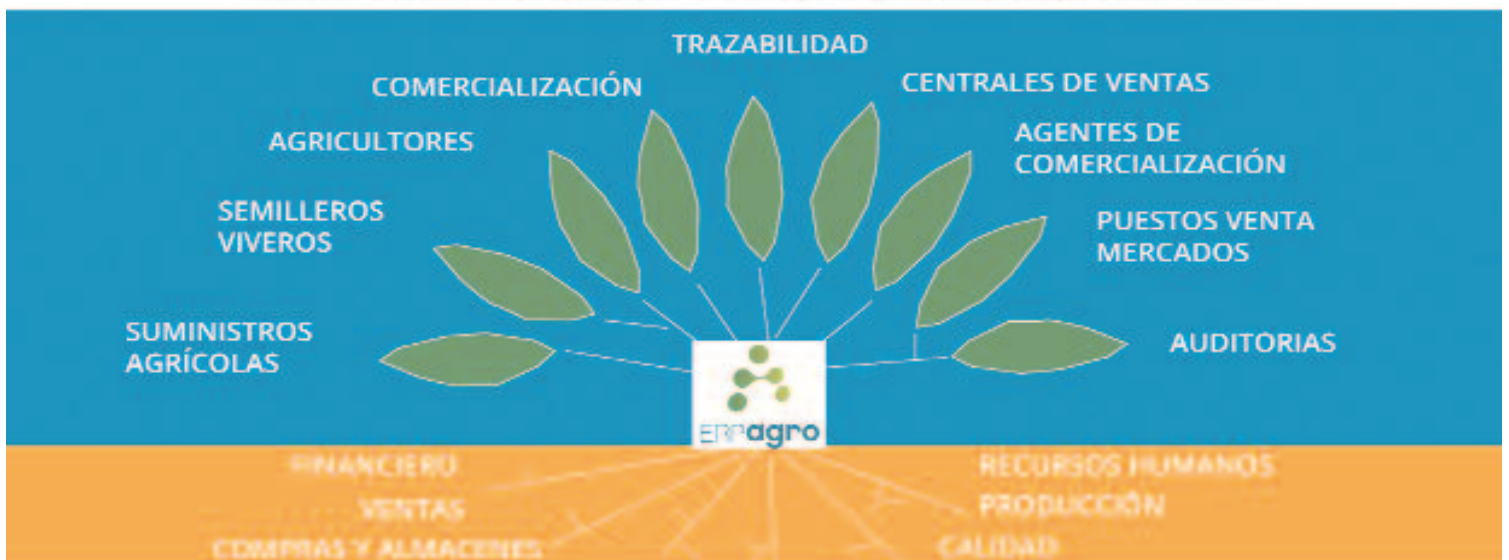 TRAZABILIDAD
COMERCIALIZACIÓN
CENTRALES DE VENTAS
AGRICULTORES
AGENTES DE
COMERCIALIZACIÓN
SEMILLEROS
VIVEROS
PUESTOS VENTA
MERCADOS
SUMINISTROS
AGRÍCOLAS
AUDITORIAS
ERPagro
FINANCIERO
RECURSOS HUMANOS
VENTAS
PRODUCCIÓN
COMPRAS Y ALMACENES
CALIDAD